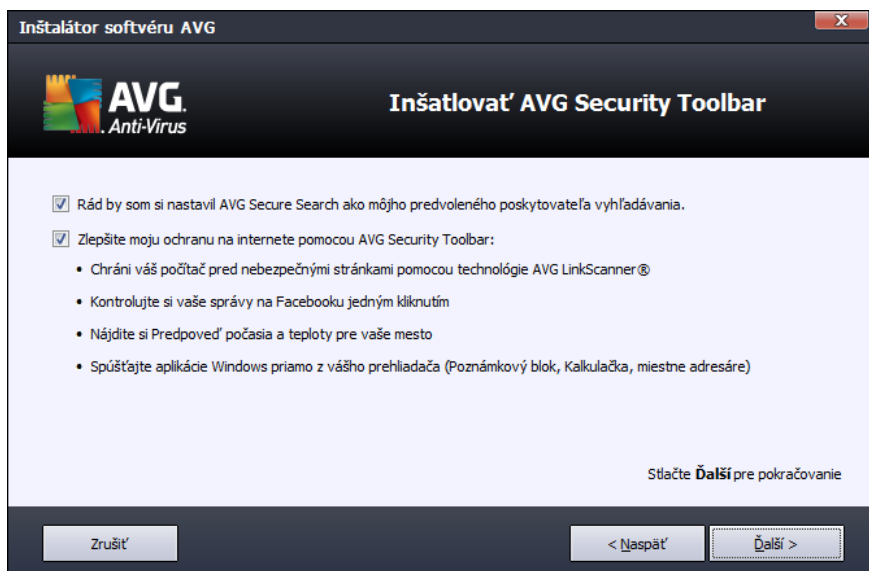 Inštalátor softvéru AVG
X
AVG.
Anti-Virus
Inšatlovať AVG Security Toolbar
Rád by som si nastavil AVG Secure Search ako môjho predvoleného poskytovateľa vyhľadávania.
Zlepšite moju ochranu na internete pomocou AVG Security Toolbar:
• Chráni váš počítač pred nebezpečnými stránkami pomocou technológie AVG LinkScanner®
• Kontrolujte si vaše správy na Facebooku jedným kliknutím
• Nájdite si Predpoveď počasia a teploty pre vaše mesto
• Spúšťajte aplikácie Windows priamo z vášho prehliadača (Poznámkový blok, Kalkulačka, miestne adresáre)
Stlačte Ďalší pre pokračovanie
Zrušiť
< Naspäť
Ďalší >